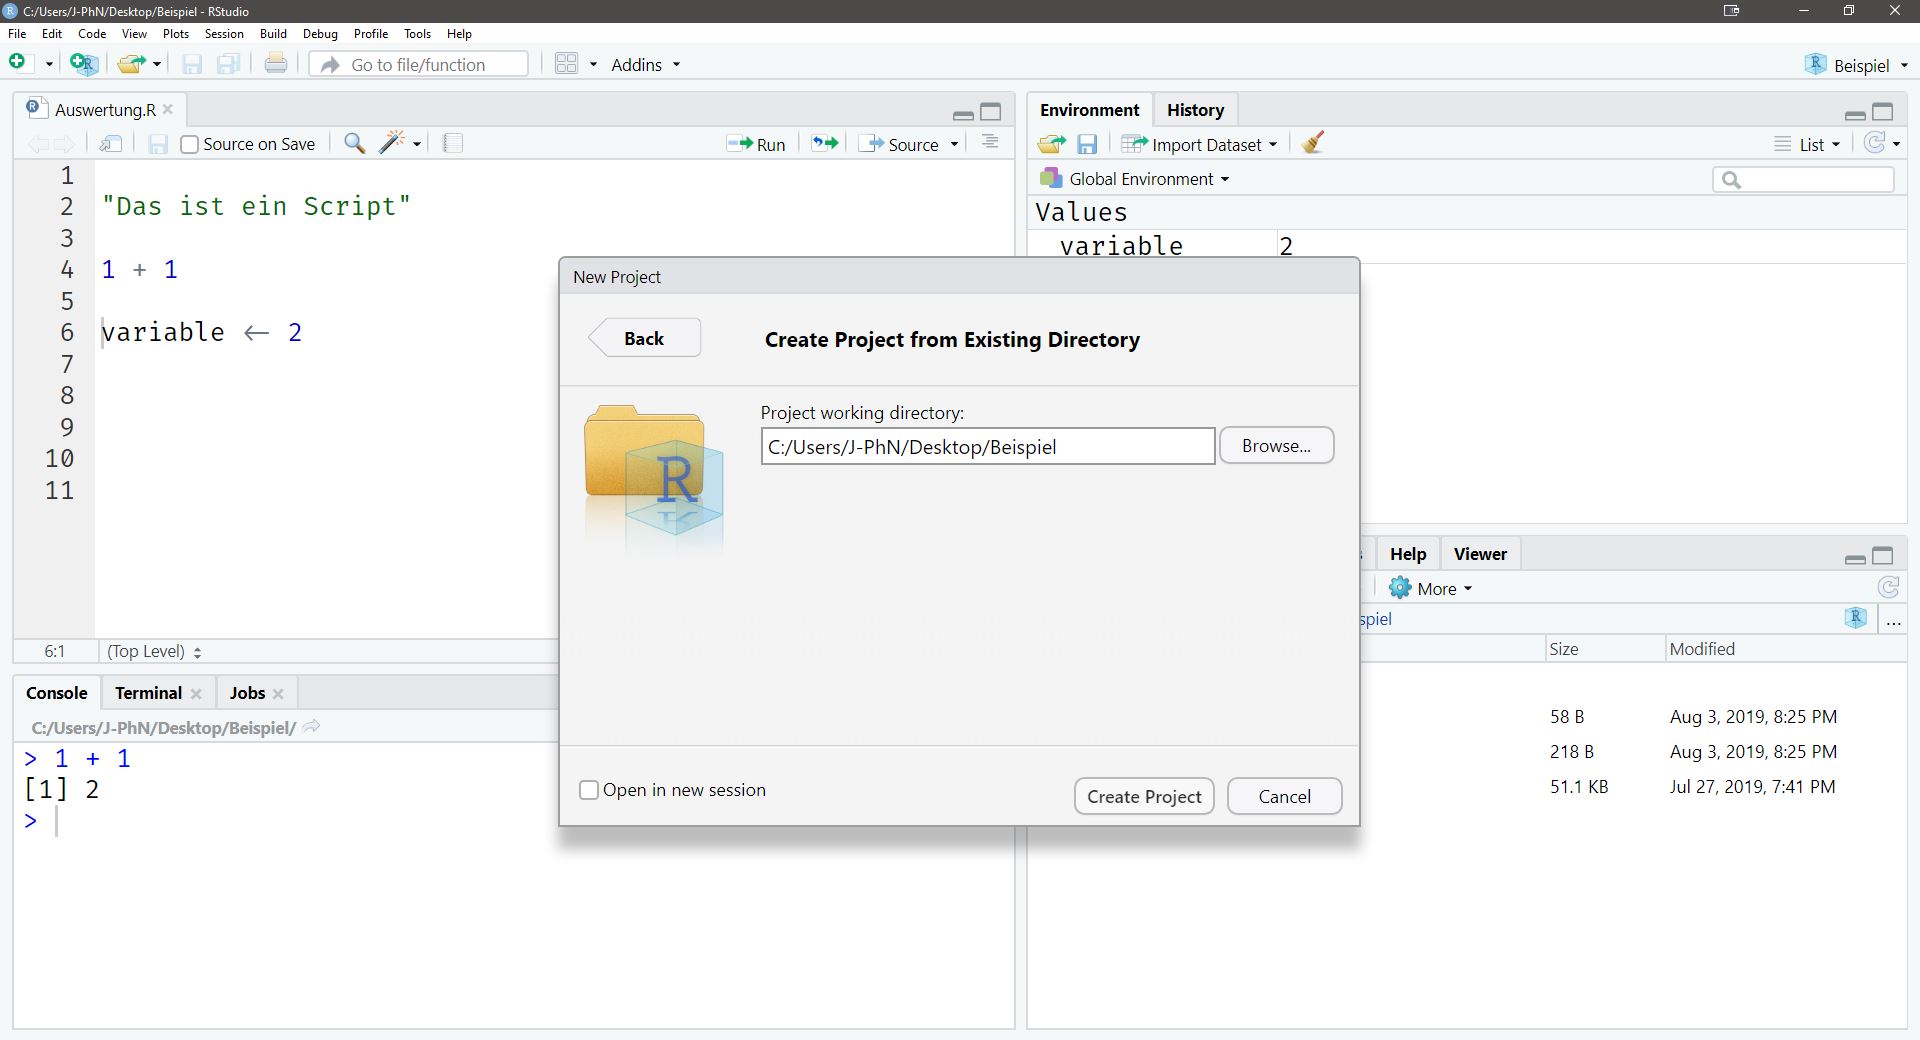 C:/Users/J-PhN/Desktop/Beispiel - RStudio
File Edit Code View Plots Session Build Debug Profile Tools Help
Go to file/function Addins Beispiel
Auswertung.R
Source on Save Run Source
1
2 "Das ist ein Script"
3
4 1 + 1
5
6 variable ← 2
7
8
9
10
11
6:1 (Top Level)
Console Terminal Jobs
C:/Users/J-PhN/Desktop/Beispiel/
> 1 + 1
[1] 2
>
Environment History
Import Dataset List
Global Environment
Values
variable 2
New Project
Back
Create Project from Existing Directory
Project working directory:
C:/Users/J-PhN/Desktop/Beispiel Browse...
R
Open in new session Create Project Cancel
Help Viewer
More
spiel ...
Size Modified
58 B Aug 3, 2019, 8:25 PM
218 B Aug 3, 2019, 8:25 PM
51.1 KB Jul 27, 2019, 7:41 PM